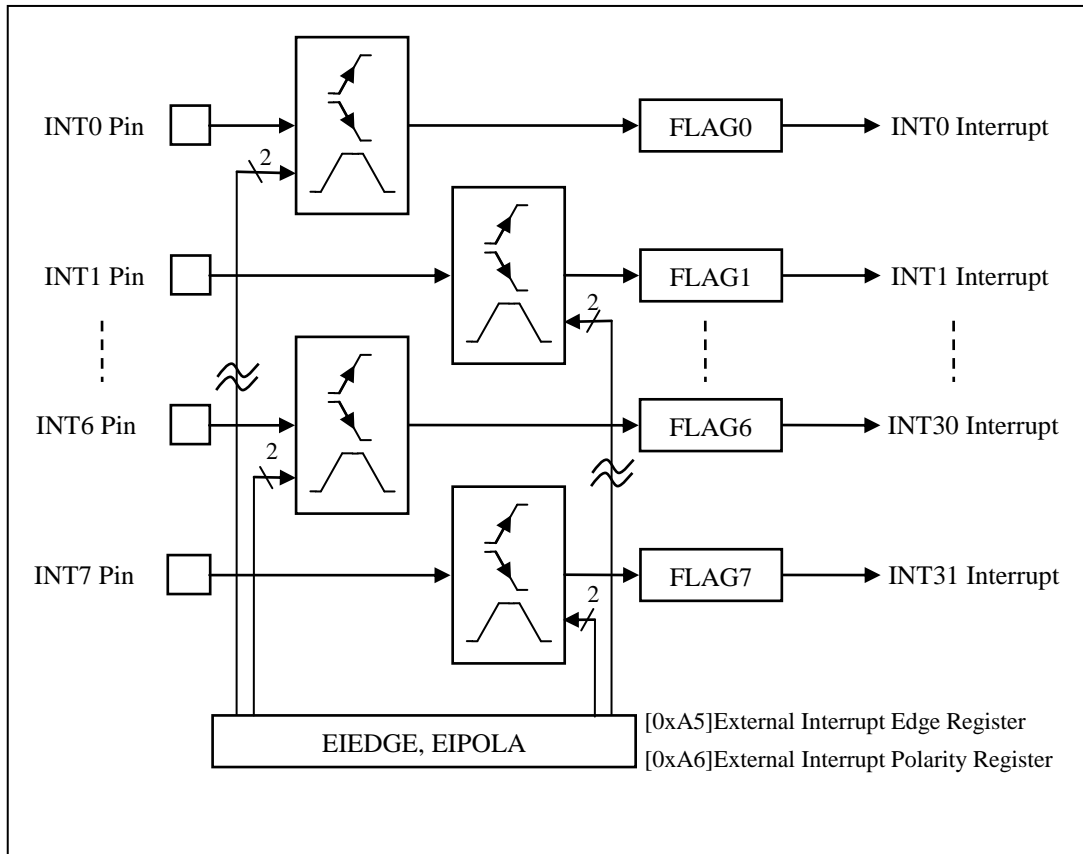 INT0 Pin
2
FLAG0
INT0 Interrupt
INT1 Pin
2
FLAG1
INT1 Interrupt
INT6 Pin
2
FLAG6
INT30 Interrupt
INT7 Pin
2
FLAG7
INT31 Interrupt
EIEDGE, EIPOLA
[0xA5]External Interrupt Edge Register
[0xA6]External Interrupt Polarity Register